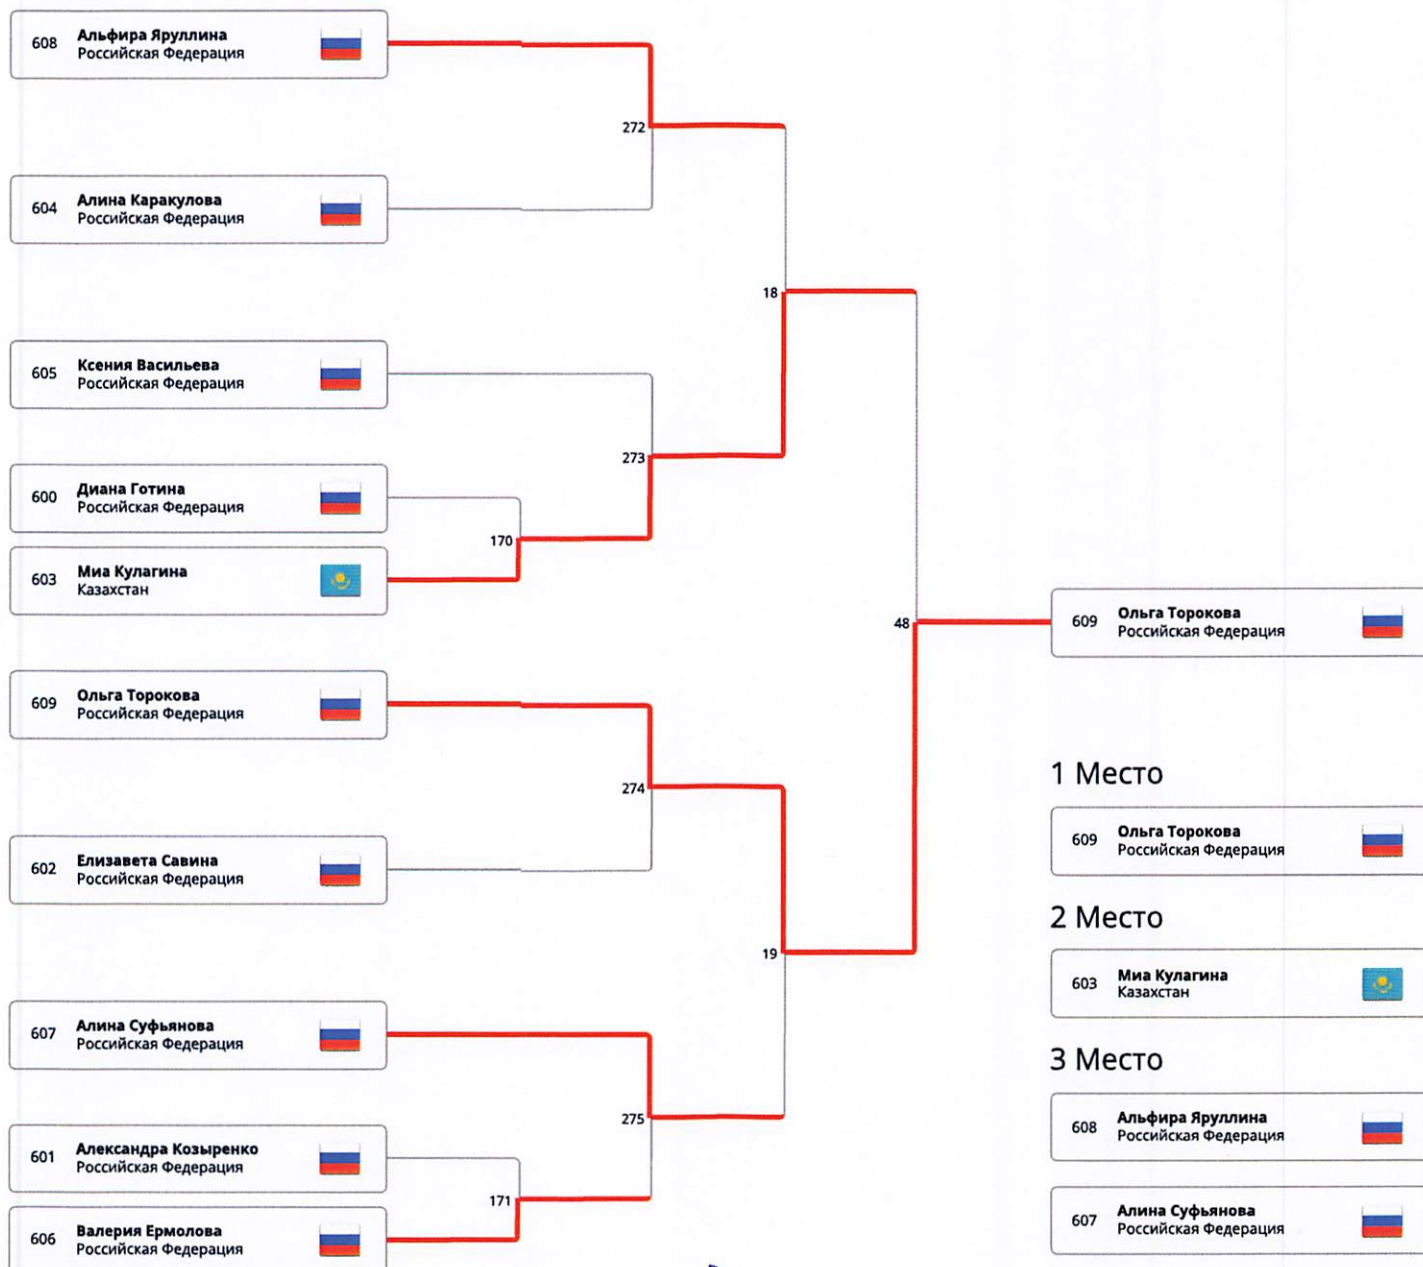 608
Альфира Яруллина
Российская Федерация
272
604
Алина Каракулова
Российская Федерация
18
605
Ксения Васильева
Российская Федерация
273
600
Диана Готина
Российская Федерация
170
603
Миа Кулагина
Казахстан
48
609
Ольга Торокова
Российская Федерация
609
Ольга Торокова
Российская Федерация
274
602
Елизавета Савина
Российская Федерация
19
607
Алина Суфьянова
Российская Федерация
275
601
Александра Козыренко
Российская Федерация
171
606
Валерия Ермолова
Российская Федерация
1 Место
609
Ольга Торокова
Российская Федерация
2 Место
603
Миа Кулагина
Казахстан
3 Место
608
Альфира Яруллина
Российская Федерация
607
Алина Суфьянова
Российская Федерация